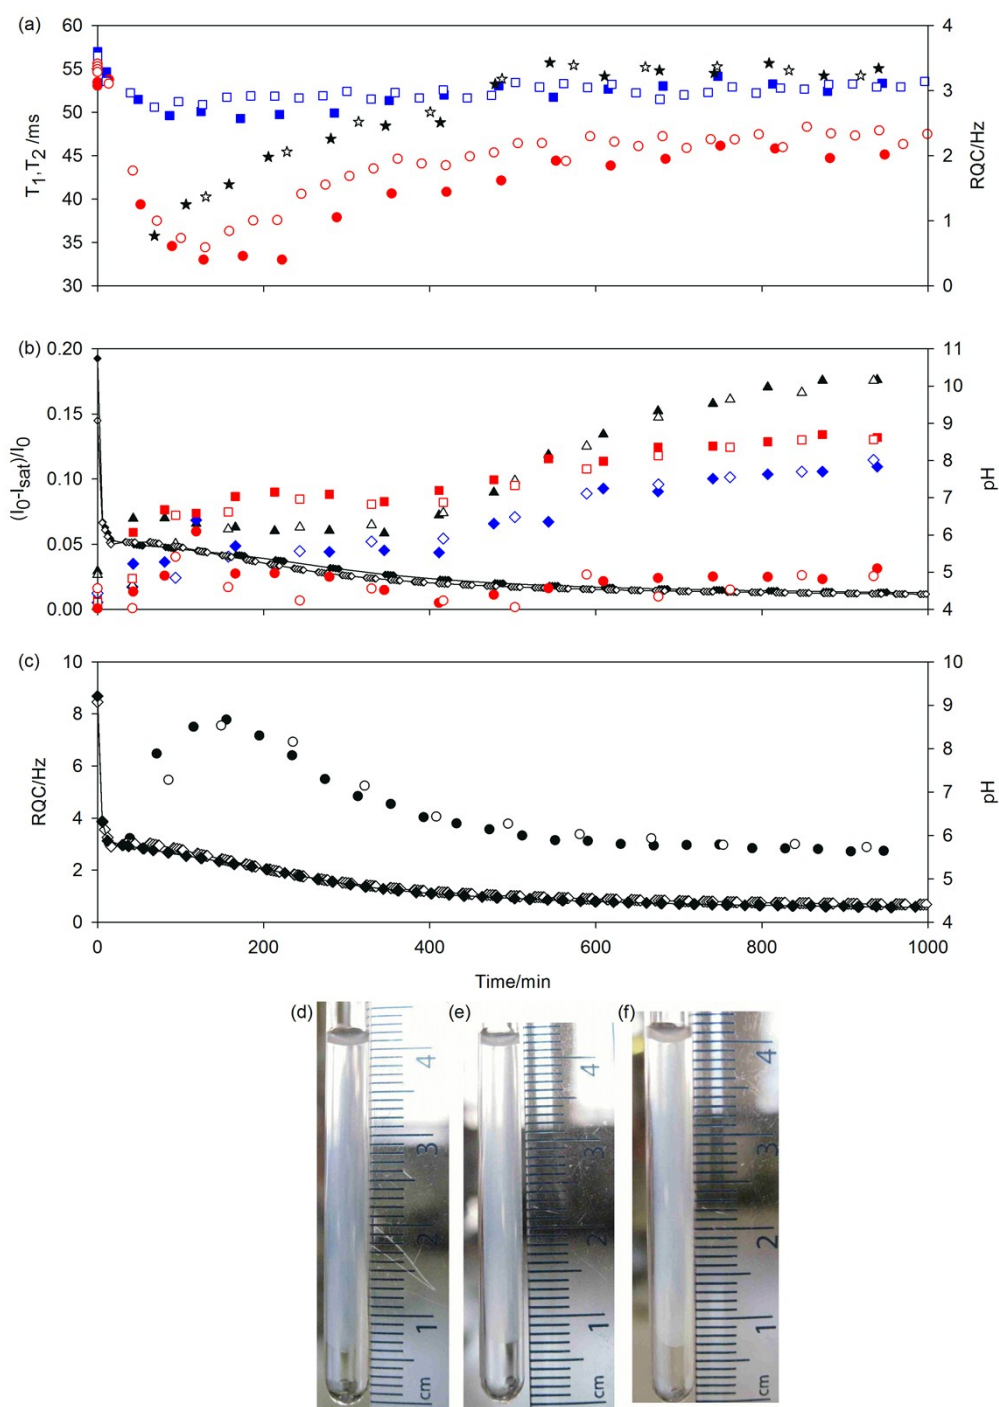 (a)
60
55
50
45
40
35
30
T1,T2 /ms
4
3
2
1
0
RQC/Hz
(b)
0.20
0.15
0.10
0.05
0.00
(I0-Isat)/I0
11
10
9
8
7
6
5
4
pH
(c)
10
8
6
4
2
0
RQC/Hz
10
9
8
7
6
5
4
pH
0 200 400 600 800 1000
Time/min
(d) (e) (f)
4 4 4
3 3 3
2 2 2
1 1 1
cm cm cm